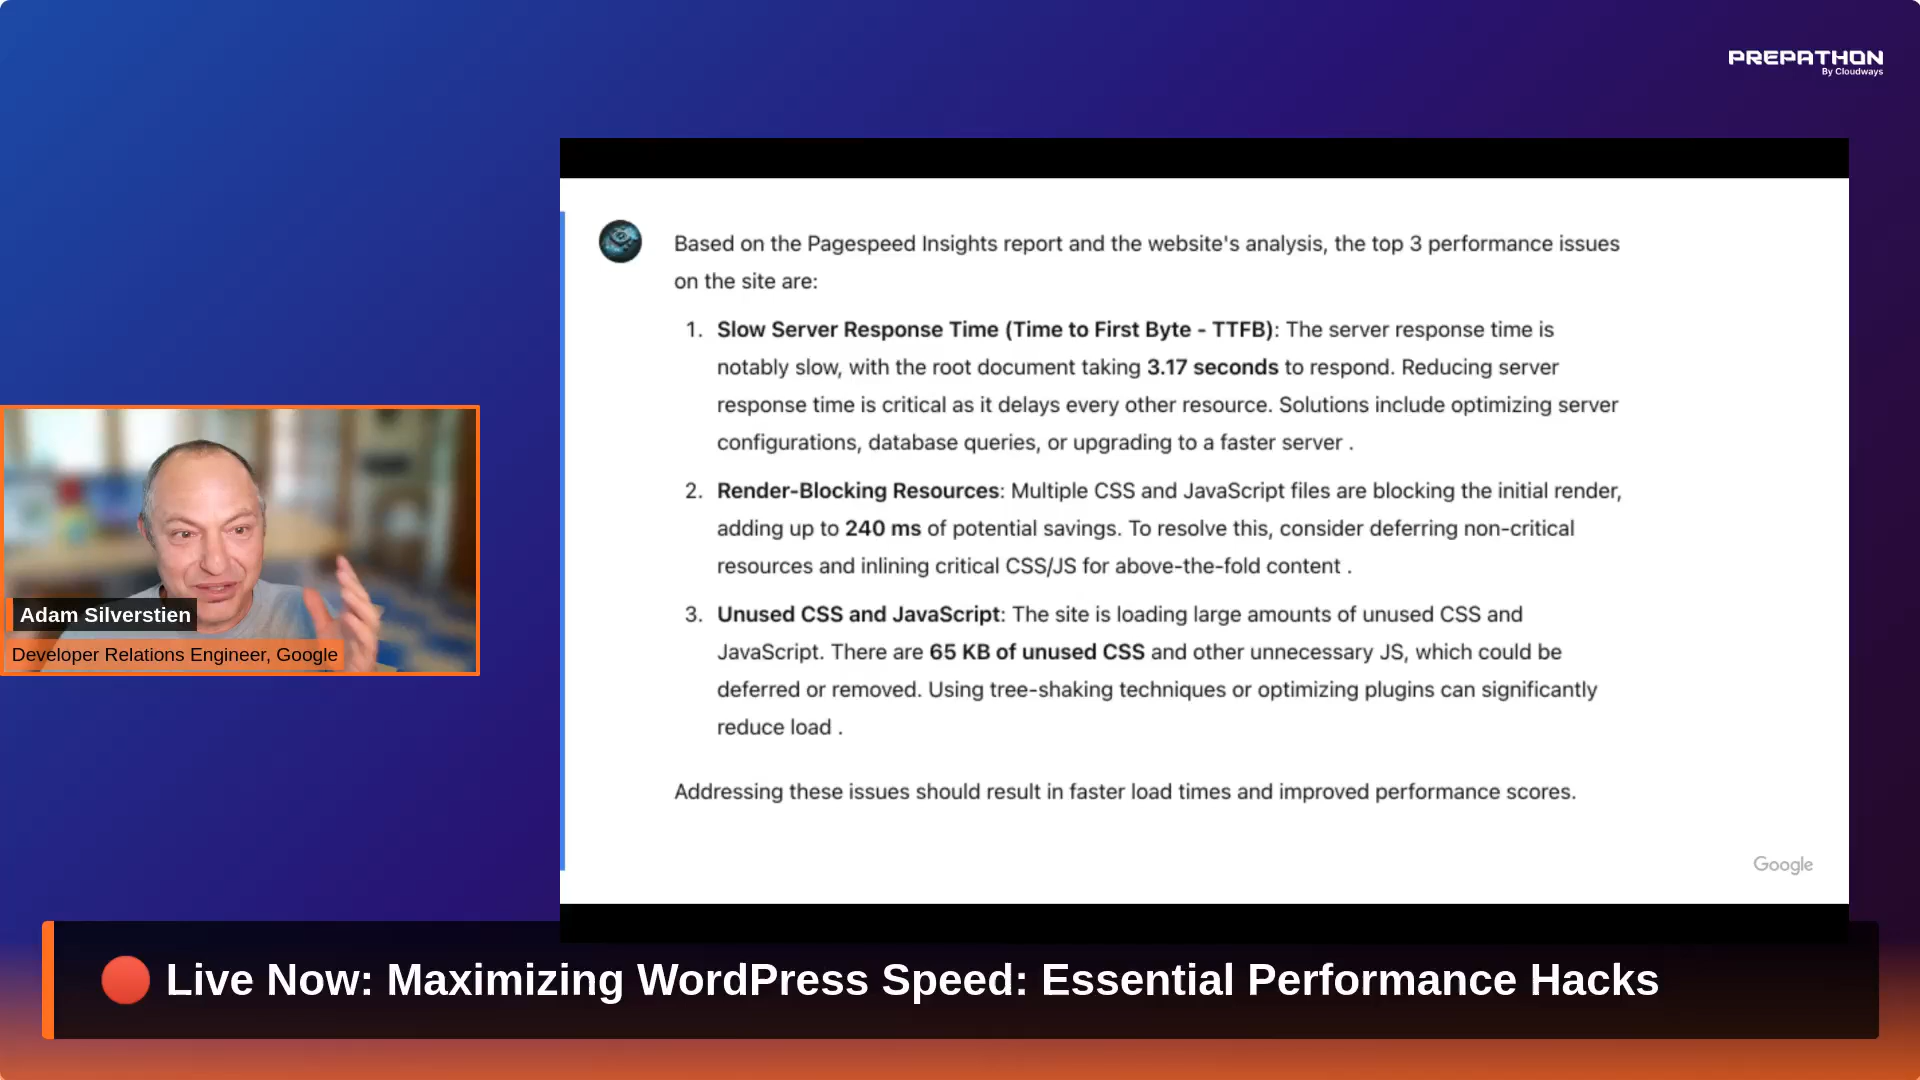 PREPATHON
By Cloudways
Based on the Pagespeed Insights report and the website's analysis, the top 3 performance issues
on the site are:
1. Slow Server Response Time (Time to First Byte - TTFB): The server response time is
notably slow, with the root document taking 3.17 seconds to respond. Reducing server
response time is critical as it delays every other resource. Solutions include optimizing server
configurations, database queries, or upgrading to a faster server .
2. Render-Blocking Resources: Multiple CSS and JavaScript files are blocking the initial render,
adding up to 240 ms of potential savings. To resolve this, consider deferring non-critical
resources and inlining critical CSS/JS for above-the-fold content .
3. Unused CSS and JavaScript: The site is loading large amounts of unused CSS and
JavaScript. There are 65 KB of unused CSS and other unnecessary JS, which could be
deferred or removed. Using tree-shaking techniques or optimizing plugins can significantly
reduce load .
Addressing these issues should result in faster load times and improved performance scores.
Google
Adam Silverstien
Developer Relations Engineer, Google
Live Now: Maximizing WordPress Speed: Essential Performance Hacks